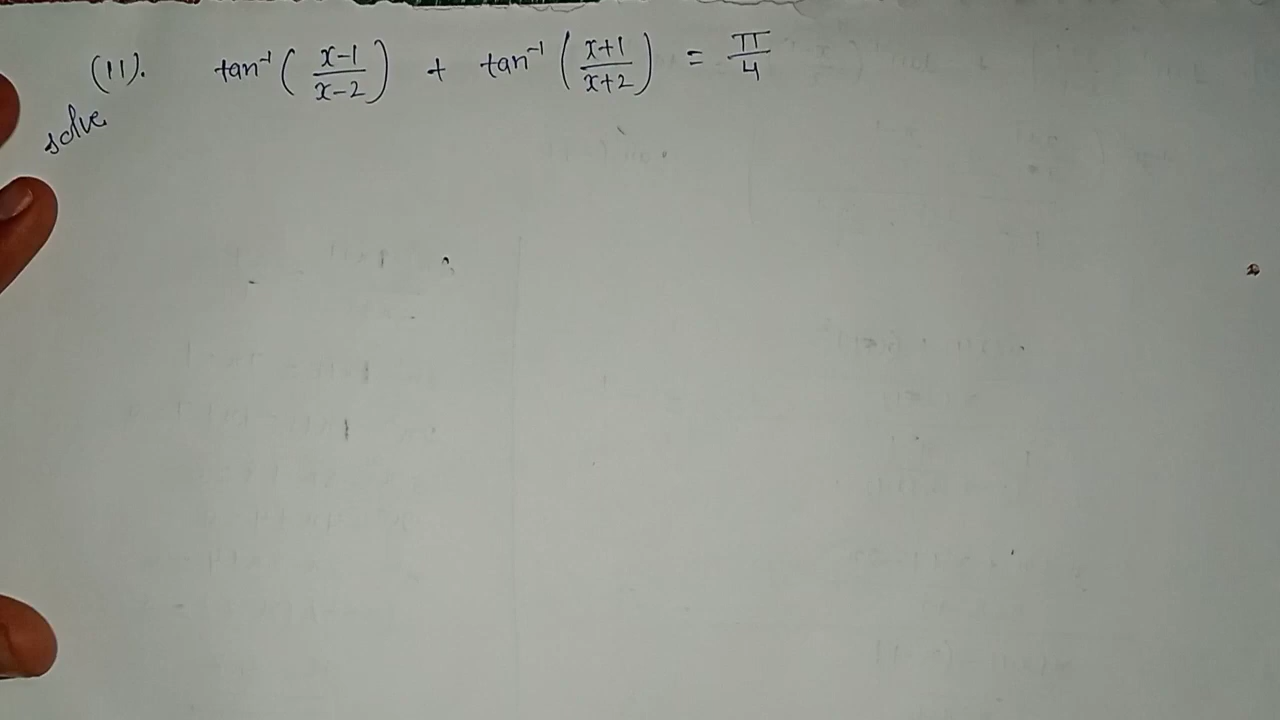 (11). tan⁻¹ ( x-1 / x-2 ) + tan⁻¹ ( x+1 / x+2 ) = π / 4
solve